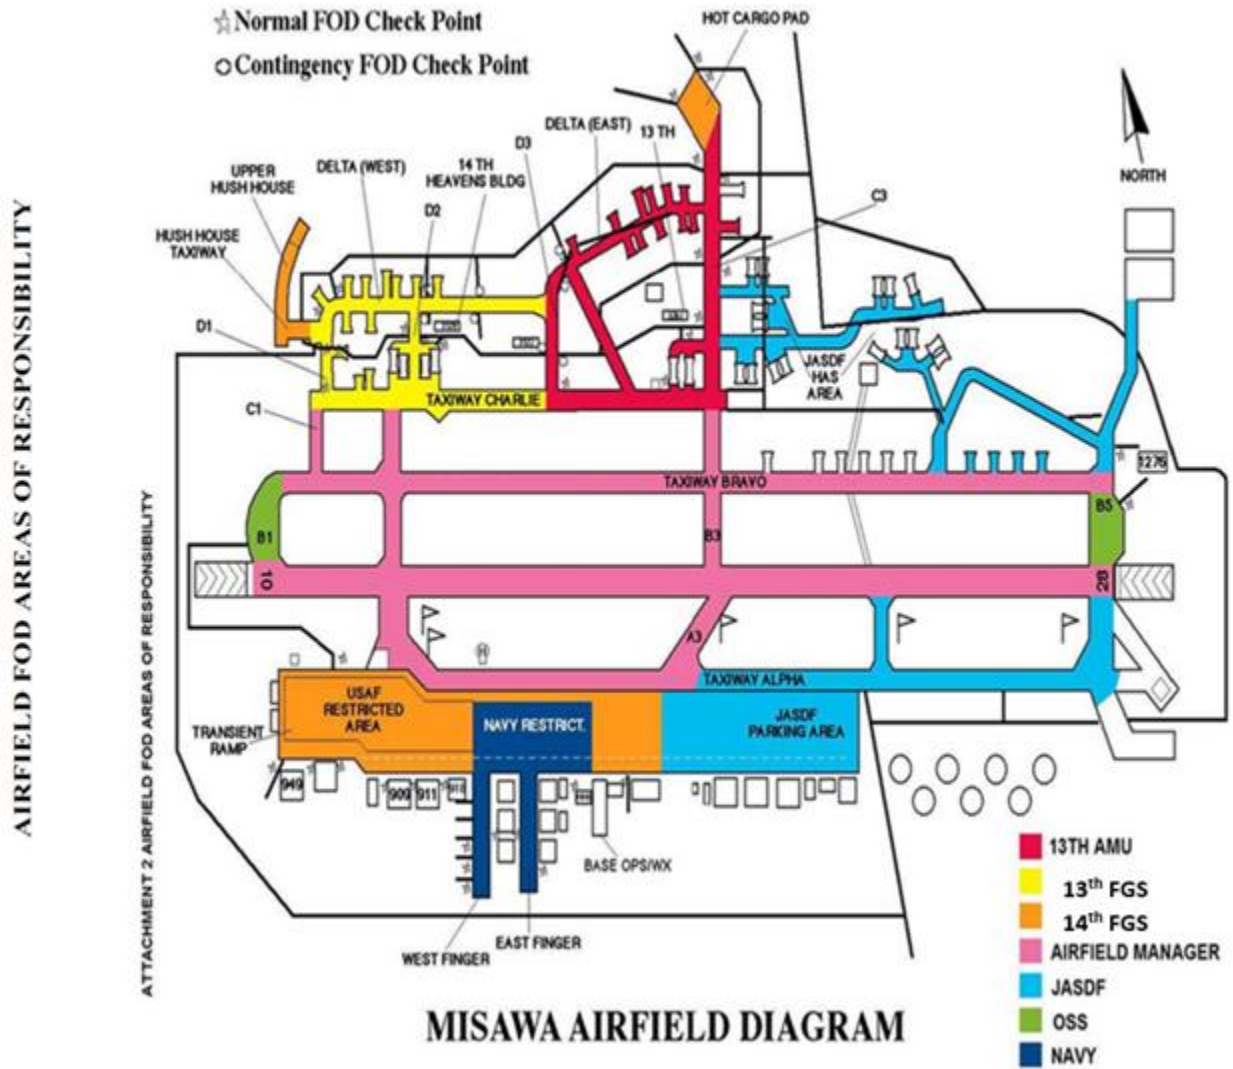 Normal FOD Check Point
Contingency FOD Check Point
HOT CARGO PAD
DELTA (EAST)
13 TH
D3
UPPER
HUSH HOUSE
DELTA (WEST)
14 TH
HEAVENS BLDG
D2
C3
NORTH
HUSH HOUSE
TAXIWAY
D1
JASDF
HAS
AREA
C1
TAXIWAY CHARLIE
1276
TAXIWAY BRAVO
B1
B3
B5
10
28
A3
H
TAXIWAY ALPHA
USAF
RESTRICTED
AREA
NAVY RESTRICT.
JASDF
PARKING AREA
TRANSIENT
RAMP
949
909
911
BASE OPS/WX
EAST FINGER
WEST FINGER
13TH AMU
13th FGS
14th FGS
AIRFIELD MANAGER
JASDF
OSS
NAVY
MISAWA AIRFIELD DIAGRAM
AIRFIELD FOD AREAS OF RESPONSIBILITY
ATTACHMENT 2 AIRFIELD FOD AREAS OF RESPONSIBILITY